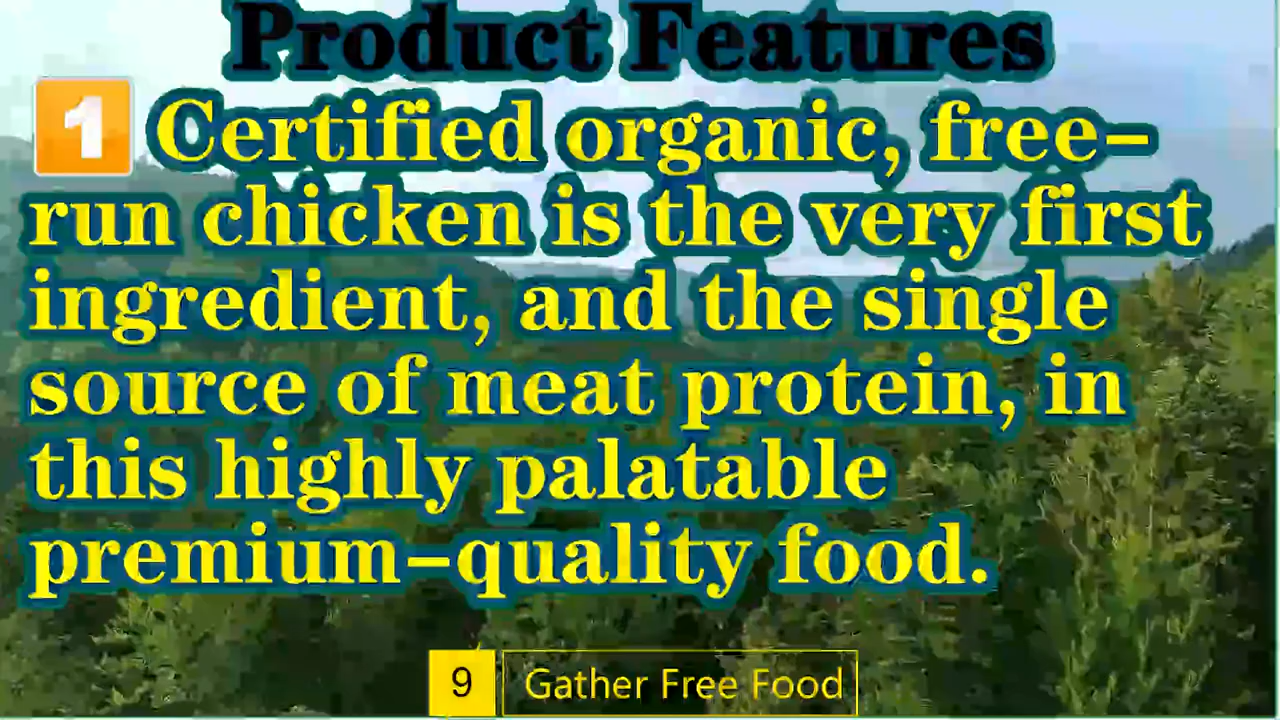 Product Features
1 Certified organic, free–
run chicken is the very first
ingredient, and the single
source of meat protein, in
this highly palatable
premium–quality food.
9 Gather Free Food